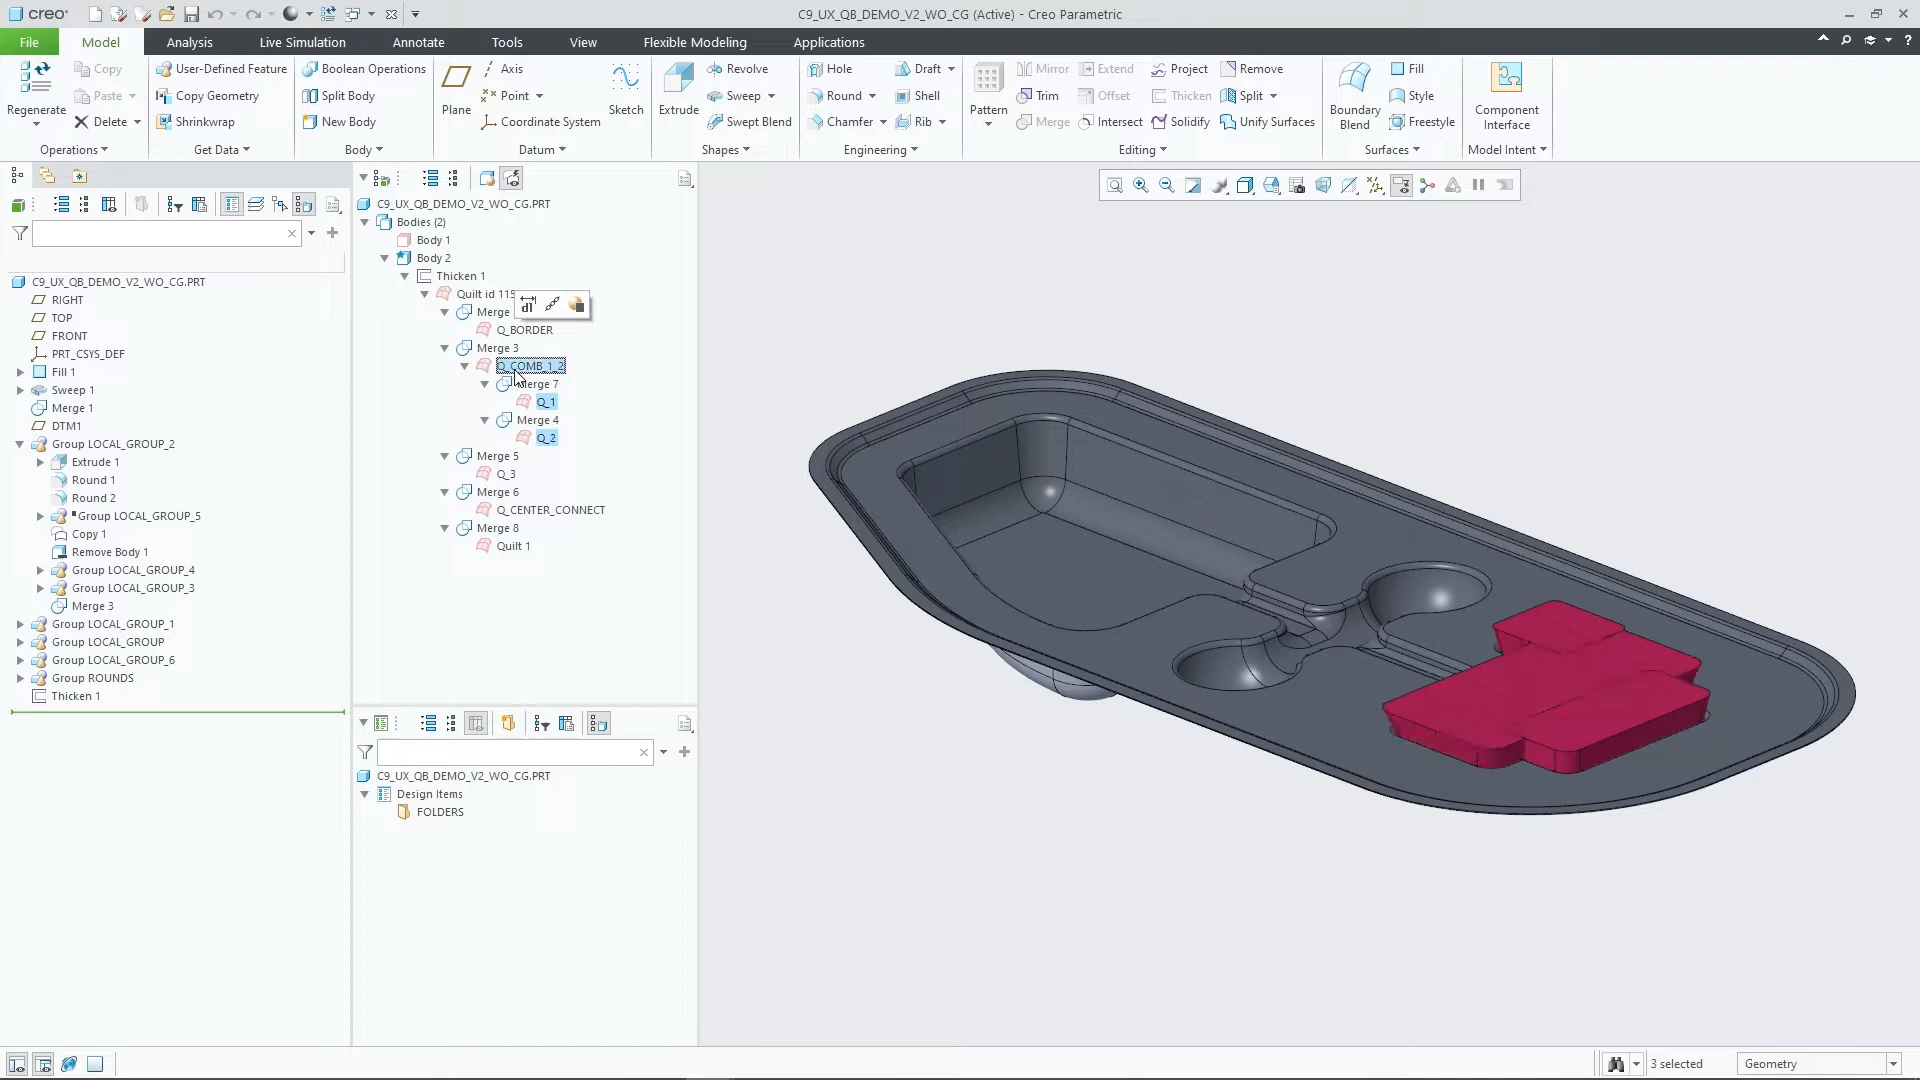 creo
C9_UX_QB_DEMO_V2_WO_CG (Active) - Creo Parametric
File
Model
Analysis
Live Simulation
Annotate
Tools
View
Flexible Modeling
Applications
Regenerate
Copy
Paste
Delete
Operations
User-Defined Feature
Copy Geometry
Shrinkwrap
Get Data
Boolean Operations
Split Body
New Body
Body
Plane
Axis
Point
Coordinate System
Sketch
Datum
Extrude
Revolve
Sweep
Swept Blend
Shapes
Hole
Round
Chamfer
Draft
Shell
Rib
Engineering
Pattern
Mirror
Trim
Merge
Extend
Offset
Intersect
Project
Thicken
Solidify
Remove
Split
Unify Surfaces
Editing
Boundary
Blend
Fill
Style
Freestyle
Surfaces
Component
Interface
Model Intent
C9_UX_QB_DEMO_V2_WO_CG.PRT
RIGHT
TOP
FRONT
PRT_CSYS_DEF
Fill 1
Sweep 1
Merge 1
DTM1
Group LOCAL_GROUP_2
Extrude 1
Round 1
Round 2
Group LOCAL_GROUP_5
Copy 1
Remove Body 1
Group LOCAL_GROUP_4
Group LOCAL_GROUP_3
Merge 3
Group LOCAL_GROUP_1
Group LOCAL_GROUP
Group LOCAL_GROUP_6
Group ROUNDS
Thicken 1
C9_UX_QB_DEMO_V2_WO_CG.PRT
Bodies (2)
Body 1
Body 2
Thicken 1
Quilt id 115
Merge
Q_BORDER
Merge 3
Q_COMB_1_2
Merge 7
Q_1
Merge 4
Q_2
Merge 5
Q_3
Merge 6
Q_CENTER_CONNECT
Merge 8
Quilt 1
C9_UX_QB_DEMO_V2_WO_CG.PRT
Design Items
FOLDERS
3 selected
Geometry